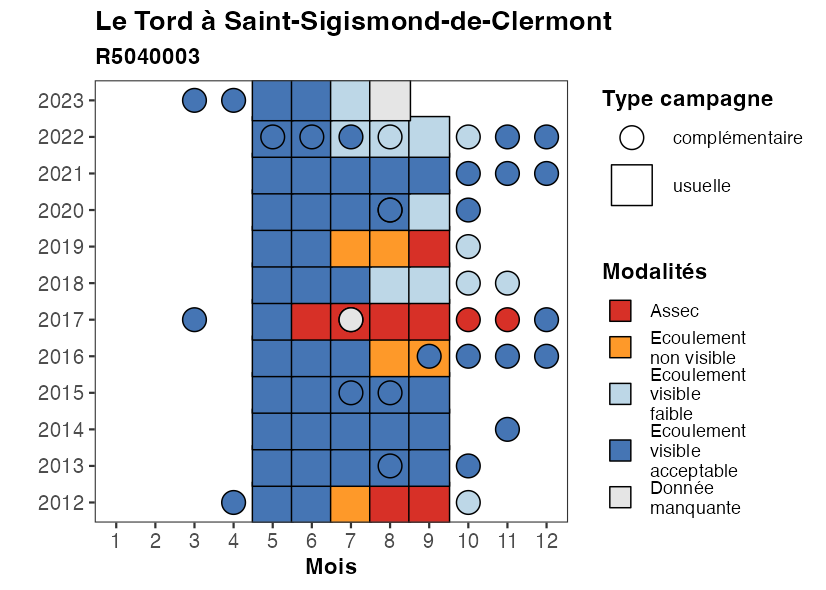 Le Tord à Saint-Sigismond-de-Clermont
R5040003
2023
2022
2021
2020
2019
2018
2017
2016
2015
2014
2013
2012
1 2 3 4 5 6 7 8 9 10 11 12
Mois
Type campagne
complémentaire
usuelle
Modalités
Assec
Ecoulement
non visible
Ecoulement
visible
faible
Ecoulement
visible
acceptable
Donnée
manquante